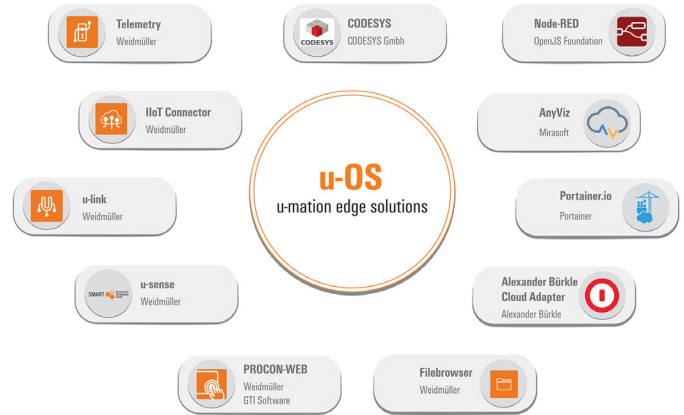 Telemetry
Weidmüller
CODESYS
CODESYS
CODESYS Gmbh
Node-RED
OpenJS Foundation
IIoT Connector
Weidmüller
AnyViz
Mirasoft
u-OS
u-mation edge solutions
u-link
Weidmüller
Portainer.io
Portainer
SMART
u-sense
Weidmüller
Alexander Bürkle
Cloud Adapter
Alexander Bürkle
PROCON-WEB
Weidmüller
GTI Software
Filebrowser
Weidmüller